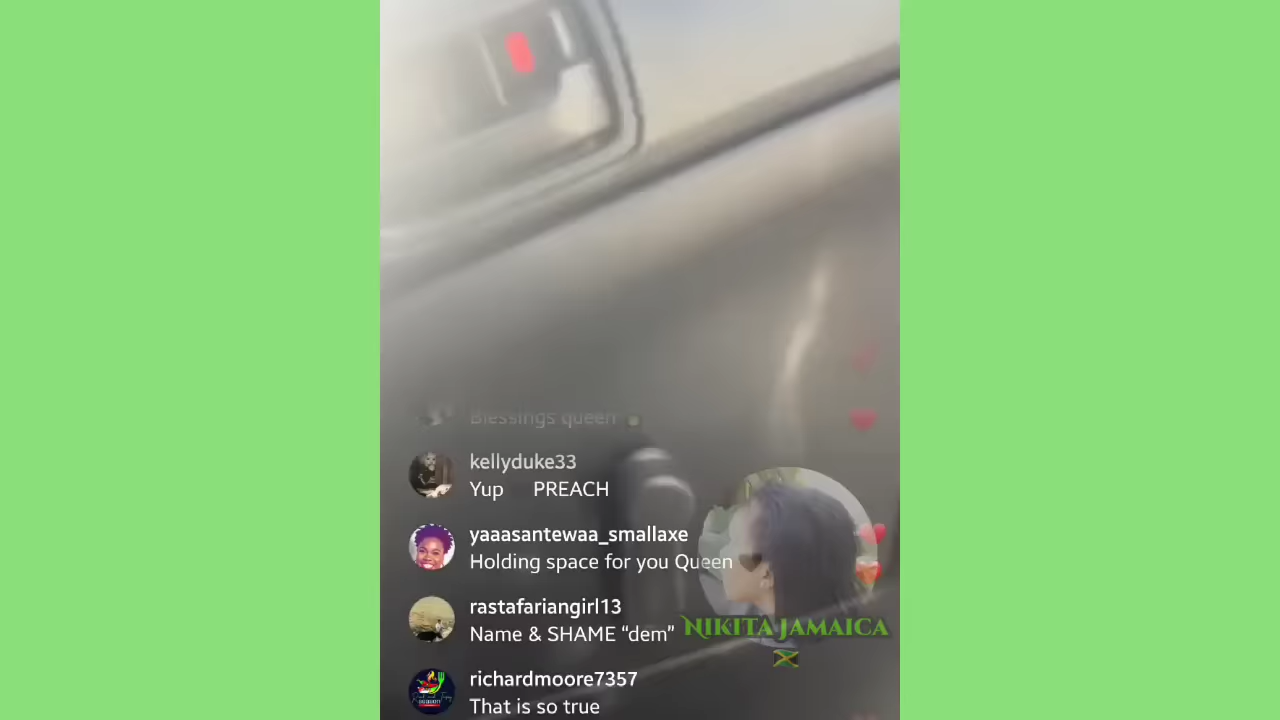 Blessings queen
kellyduke33
Yup PREACH
yaaasantewaa_smallaxe
Holding space for you Queen
rastafariangirl13
Name & SHAME “dem”
NIKITA JAMAICA
richardmoore7357
That is so true